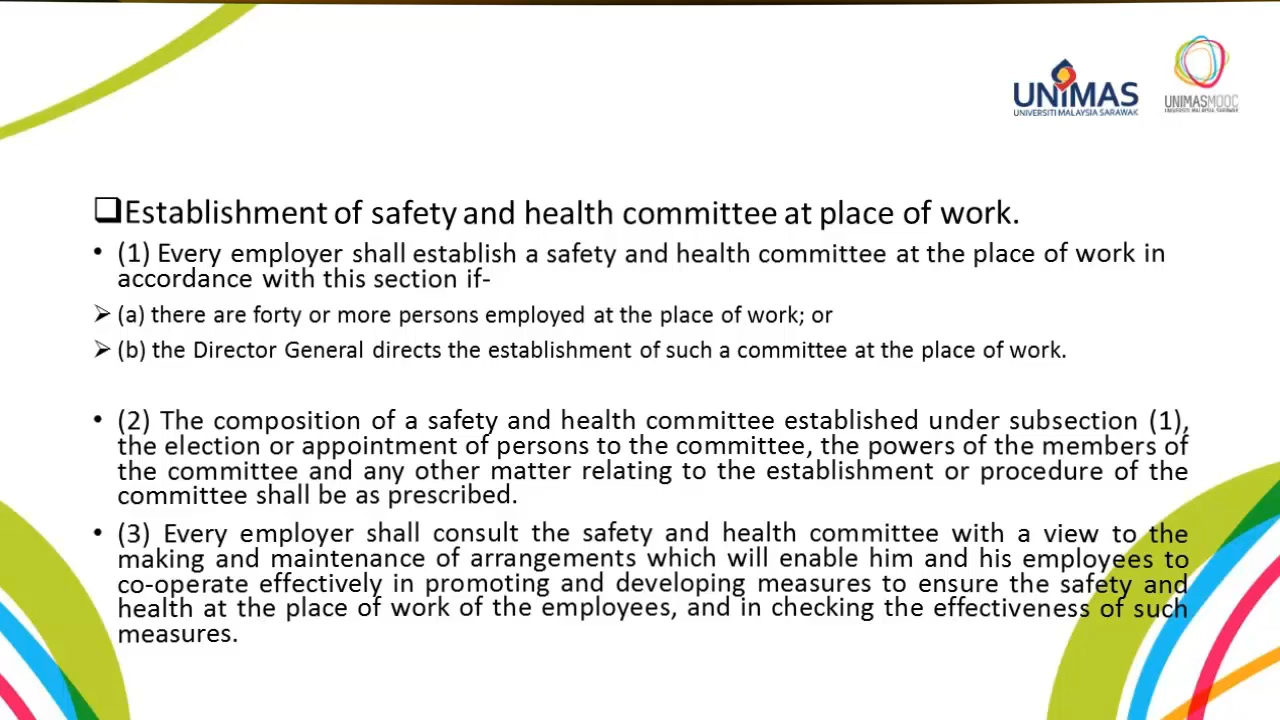 UNIMAS
UNIVERSITI MALAYSIA SARAWAK
UNIMASMOOC
UNIVERSITI MALAYSIA SARAWAK
Establishment of safety and health committee at place of work.
• (1) Every employer shall establish a safety and health committee at the place of work in
accordance with this section if-
➢ (a) there are forty or more persons employed at the place of work; or
➢ (b) the Director General directs the establishment of such a committee at the place of work.
• (2) The composition of a safety and health committee established under subsection (1),
the election or appointment of persons to the committee, the powers of the members of
the committee and any other matter relating to the establishment or procedure of the
committee shall be as prescribed.
• (3) Every employer shall consult the safety and health committee with a view to the
making and maintenance of arrangements which will enable him and his employees to
co-operate effectively in promoting and developing measures to ensure the safety and
health at the place of work of the employees, and in checking the effectiveness of such
measures.